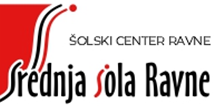 ŠOLSKI CENTER RAVNE
Srednja šola Ravne